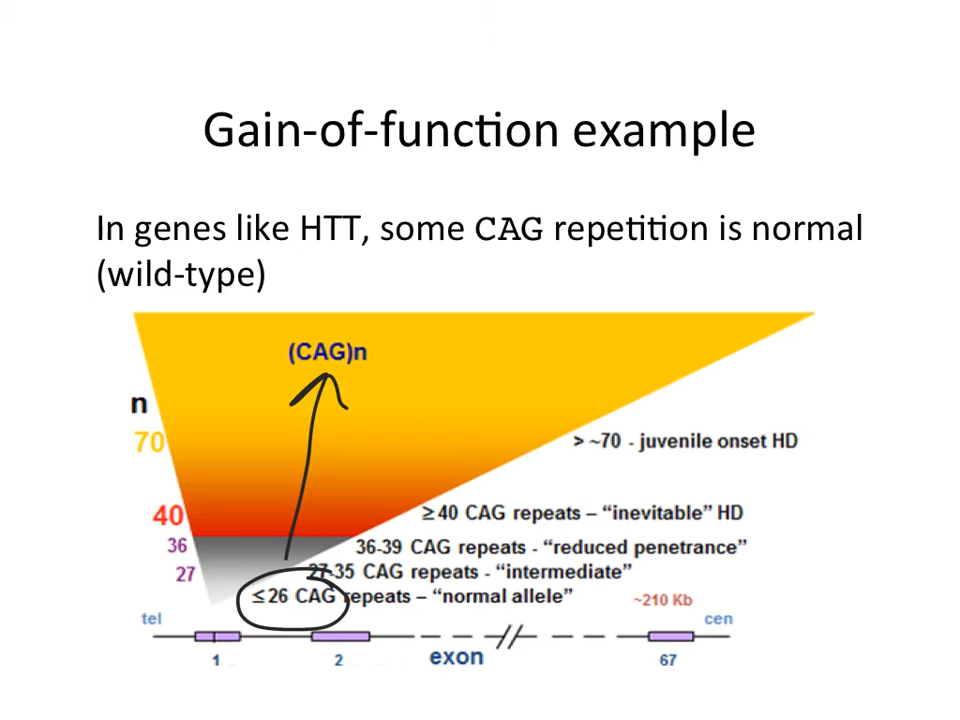 Gain-of-function example
In genes like HTT, some CAG repetition is normal
(wild-type)
(CAG)n
n
70
> ~70 - juvenile onset HD
40
≥ 40 CAG repeats – “inevitable” HD
36
36-39 CAG repeats - “reduced penetrance”
27
27-35 CAG repeats - “intermediate”
≤ 26 CAG repeats – “normal allele”
~210 Kb
tel
cen
1
2
exon
67